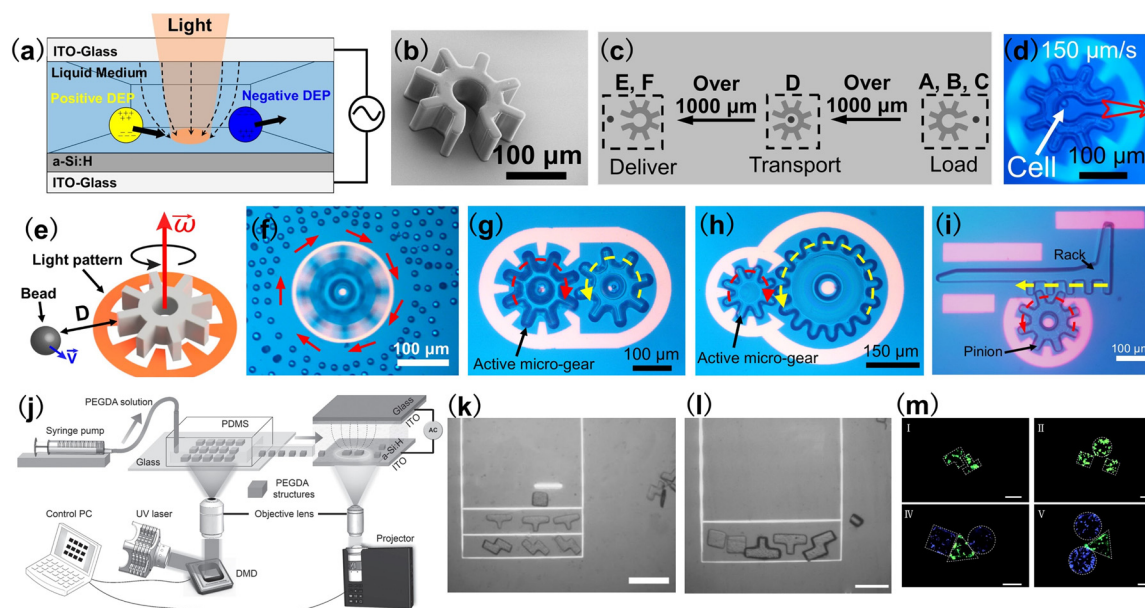 (a)
Light
ITO-Glass
Liquid Medium
Positive DEP
Negative DEP
a-Si:H
ITO-Glass
(b)
100 μm
(c)
E, F
Over
1000 μm
D
Over
1000 μm
A, B, C
Deliver
Transport
Load
(d)
150 μm/s
Cell
100 μm
(e)
ω
Light pattern
Bead
D
v
(f)
100 μm
(g)
Active micro-gear
100 μm
(h)
Active micro-gear
150 μm
(i)
Rack
Pinion
100 μm
(j)
PEGDA solution
Syringe pump
PDMS
Glass
Glass
ITO
AC
a-Si:H
ITO
PEGDA
structures
Control PC
UV laser
Objective lens
Projector
DMD
(k)
(l)
(m)
I
II
IV
V